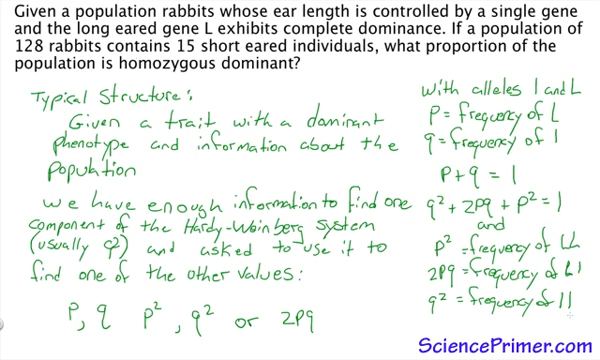 Given a population rabbits whose ear length is controlled by a single gene
and the long eared gene L exhibits complete dominance. If a population of
128 rabbits contains 15 short eared individuals, what proportion of the
population is homozygous dominant?
Typical Structure:
Given a trait with a dominant
phenotype and information about the
population
we have enough information to find one
component of the Hardy-Weinberg system
(usually q²) and asked to use it to
find one of the other values:
p, q p², q² or 2pq
with alleles l and L
p = frequency of L
q = frequency of l
p + q = 1
q² + 2pq + p² = 1
and
p² = frequency of LL
2pq = frequency of Ll
q² = frequency of ll
SciencePrimer.com